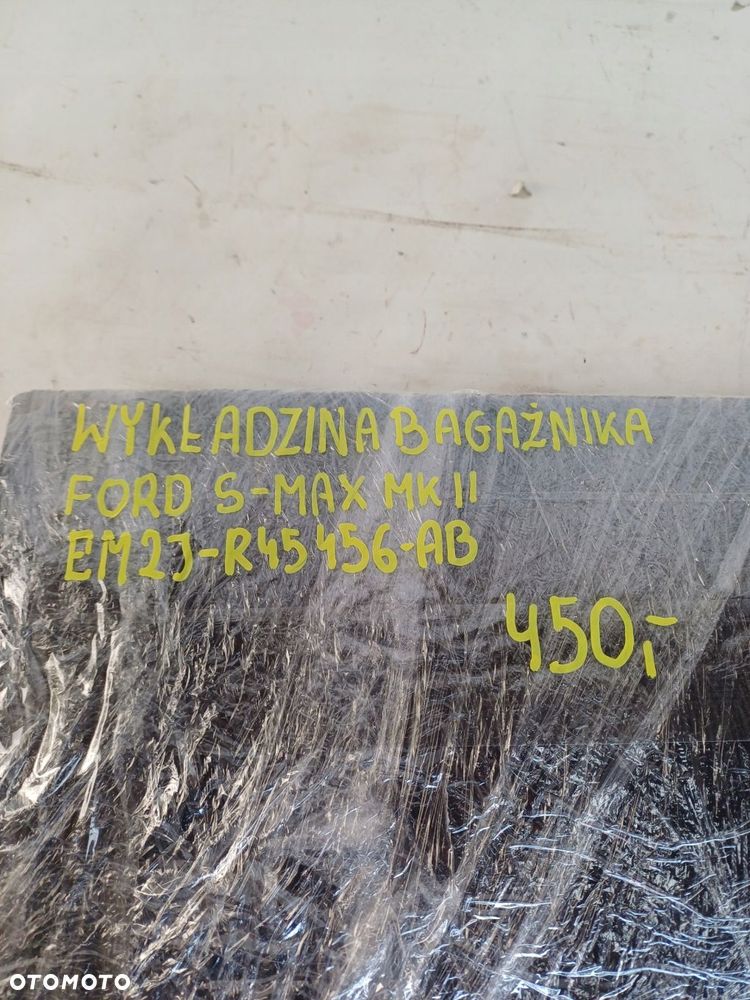 WYKŁADZINA BAGAŻNIKA
FORD S-MAX MK II
EM2J-R45456-AB
450,-
OTOMOTO